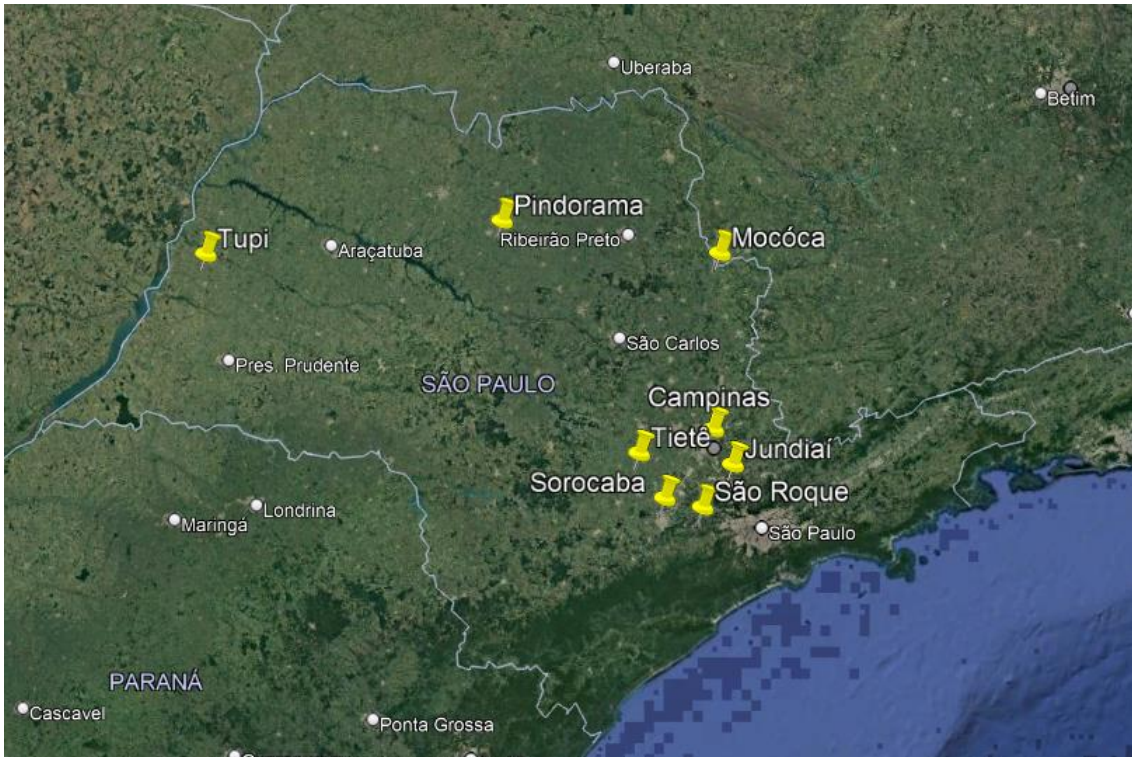 Uberaba
Betim
Pindorama
Ribeirão Preto
Tupi
Araçatuba
Mocóca
São Carlos
Pres. Prudente
SÃO PAULO
Campinas
Tietê
Jundiaí
Sorocaba
São Roque
Londrina
Maringá
São Paulo
PARANÁ
Cascavel
Ponta Grossa